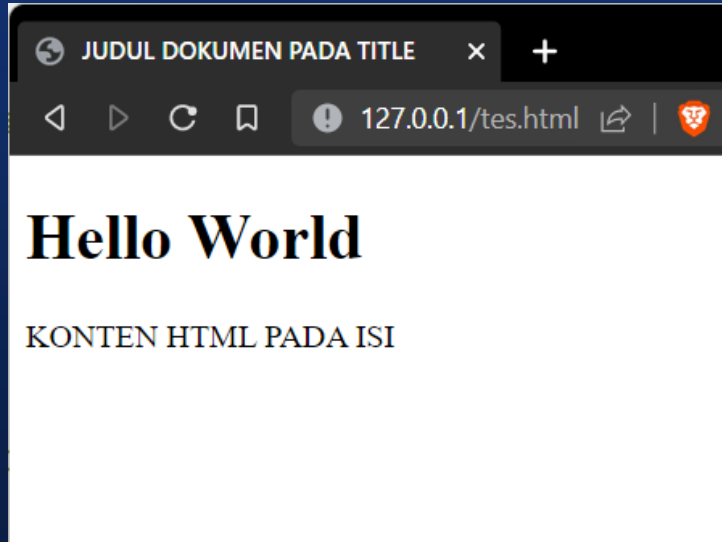 JUDUL DOKUMEN PADA TITLE
127.0.0.1/tes.html
Hello World
KONTEN HTML PADA ISI